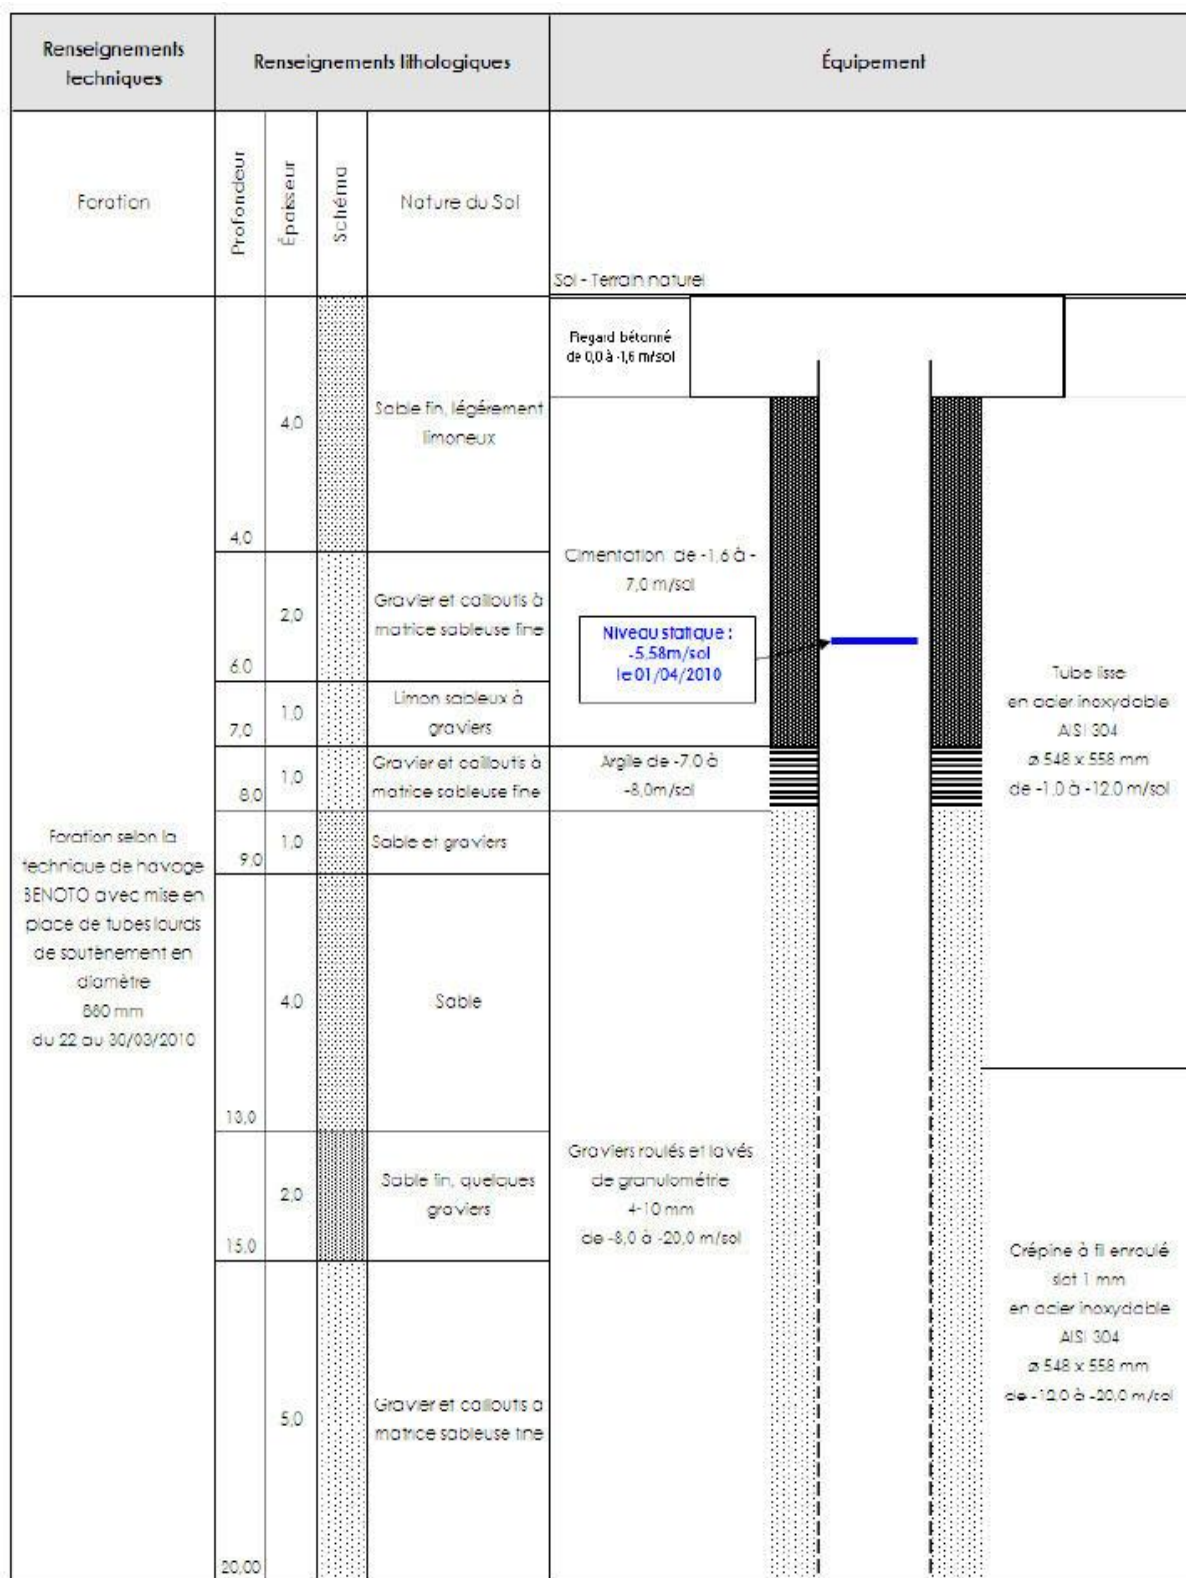 Renseignements
techniques
Renseignements lithologiques
Équipement
Foration
Profondeur
Épaisseur
Schéma
Nature du Sol
Sol - Terrain naturel
Regard bétonné
de 0,0 à -1,6 m/sol
4,0
Sable fin, légérement
limoneux
4,0
Cimentation de -1,6 à -
7,0 m/sol
2,0
Gravier et cailloutis à
matrice sableuse fine
6,0
Niveau statique :
-5,58m/sol
le 01/04/2010
1,0
Limon sableux à
graviers
7,0
Tube lisse
en acier inoxydable
AISI 304
ø 548 x 558 mm
de -1,0 à -12,0 m/sol
1,0
Gravier et cailloutis à
matrice sableuse fine
8,0
Argile de -7,0 à
-8,0m/sol
1,0
Sable et graviers
9,0
Foration selon la
technique de havage
BENOTO avec mise en
place de tubes lourds
de soutènement en
diamètre
880 mm
du 22 au 30/03/2010
4,0
Sable
13,0
2,0
Sable fin, quelques
graviers
15,0
Graviers roulés et lavés
de granulométrie
4-10 mm
de -8,0 à -20,0 m/sol
Crépine à fil enroulé
slot 1 mm
en acier inoxydable
AISI 304
ø 548 x 558 mm
de -12,0 à -20,0 m/sol
5,0
Gravier et cailloutis à
matrice sableuse fine
20,00